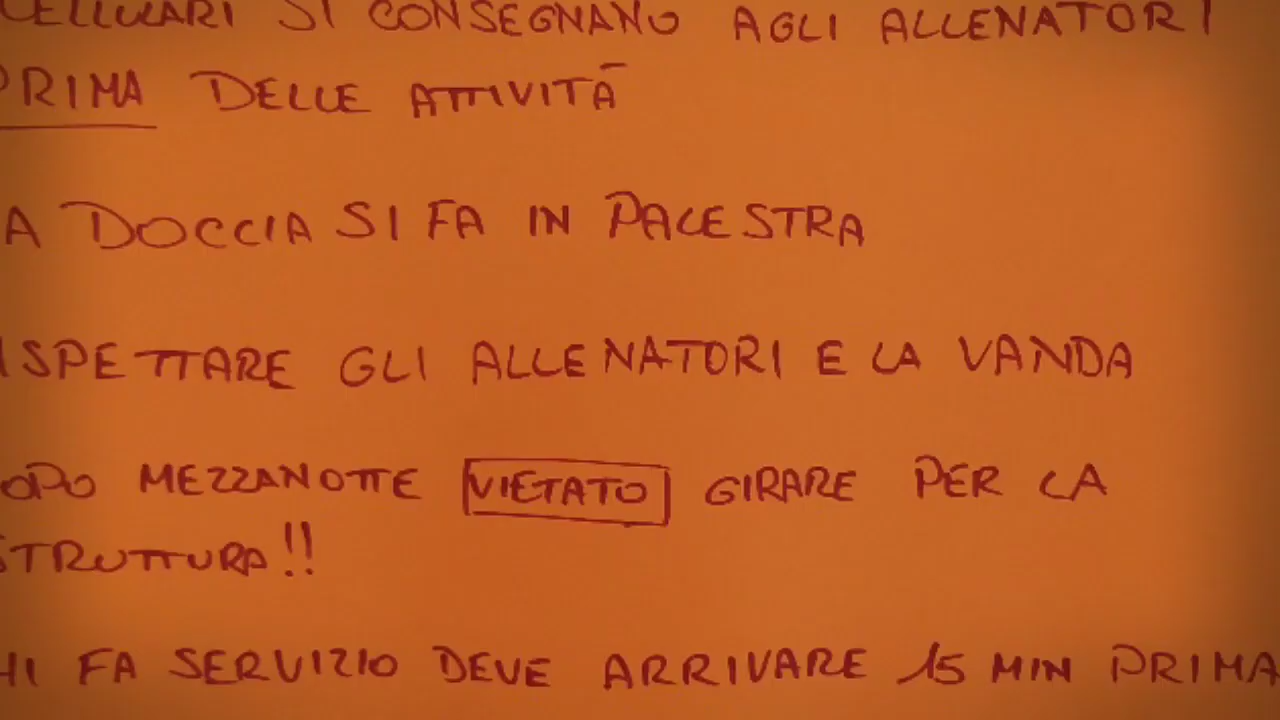 CELLULARI SI CONSEGNANO AGLI ALLENATORI
PRIMA DELLE ATTIVITÀ
A DOCCIA SI FA IN PALESTRA
ISPETTARE GLI ALLENATORI E LA VANDA
OPO MEZZANOTTE VIETATO GIRARE PER LA
STRUTTURA!!
HI FA SERVIZIO DEVE ARRIVARE 15 MIN PRIMA